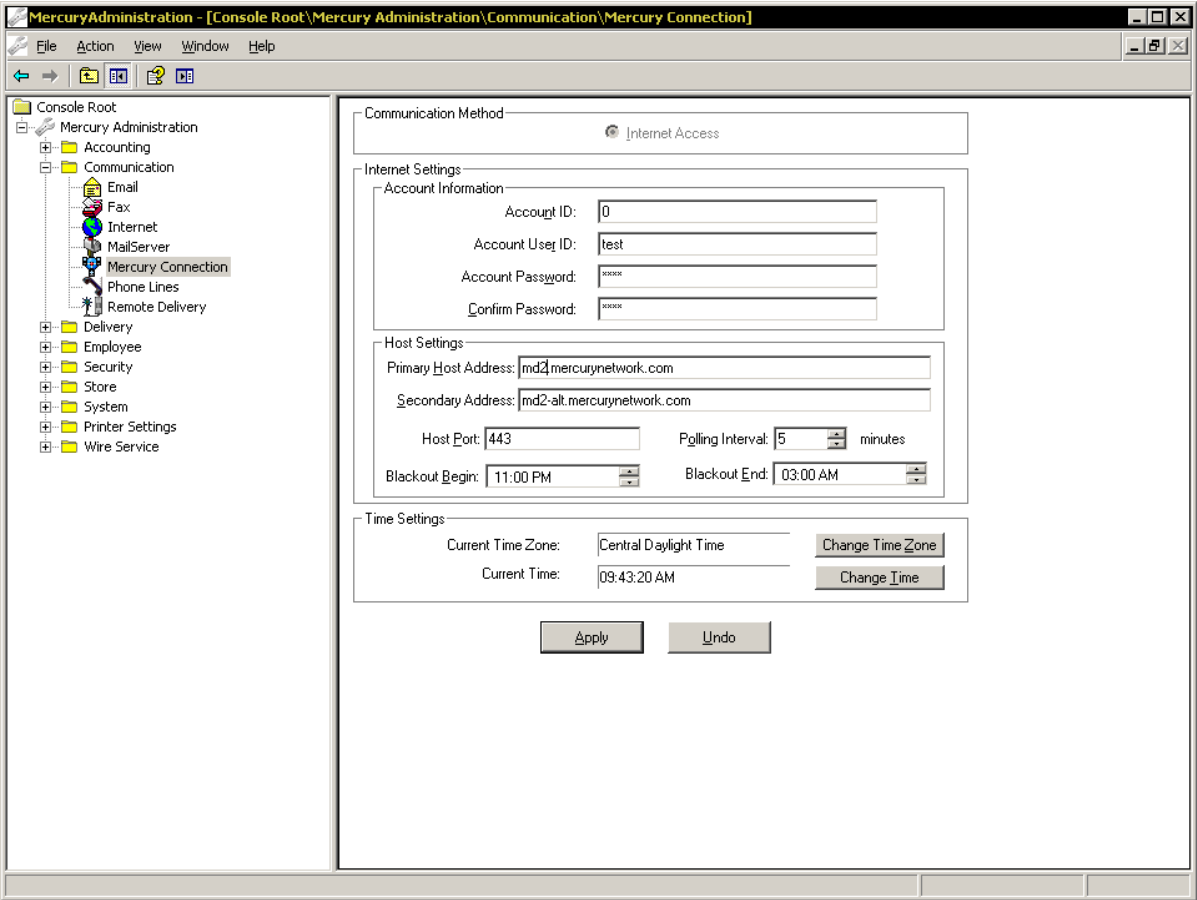 MercuryAdministration - [Console Root\Mercury Administration\Communication\Mercury Connection]
File Action View Window Help
Console Root
Mercury Administration
Accounting
Communication
Email
Fax
Internet
MailServer
Mercury Connection
Phone Lines
Remote Delivery
Delivery
Employee
Security
Store
System
Printer Settings
Wire Service
Communication Method
Internet Access
Internet Settings
Account Information
Account ID: 0
Account User ID: test
Account Password: ****
Confirm Password: ****
Host Settings
Primary Host Address: md2.mercurynetwork.com
Secondary Address: md2-alt.mercurynetwork.com
Host Port: 443 Polling Interval: 5 minutes
Blackout Begin: 11:00 PM Blackout End: 03:00 AM
Time Settings
Current Time Zone: Central Daylight Time Change Time Zone
Current Time: 09:43:20 AM Change Time
Apply Undo